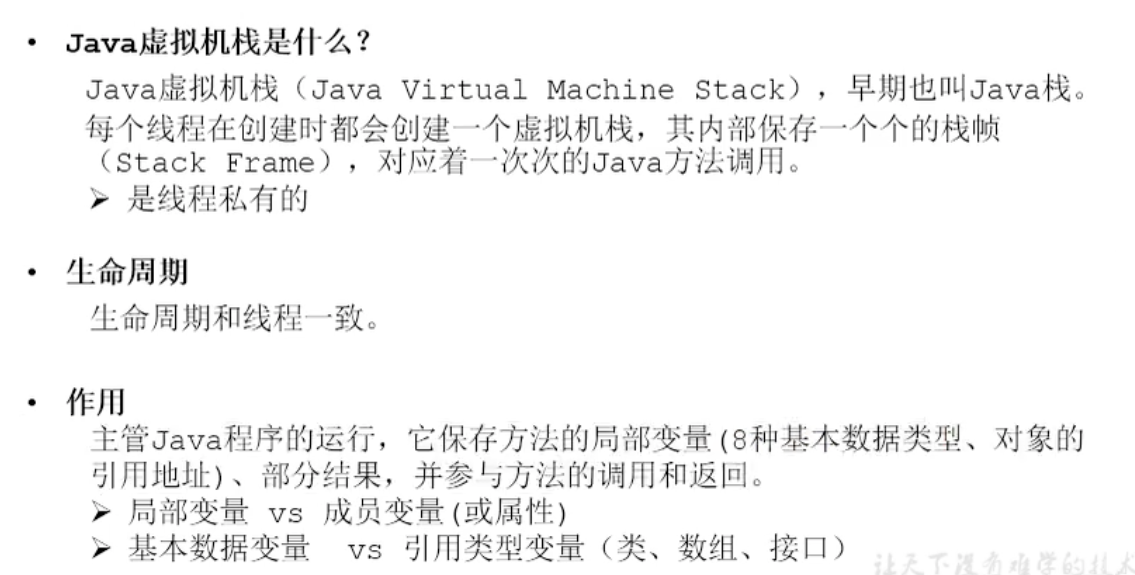 • Java虚拟机栈是什么?
Java虚拟机栈（Java Virtual Machine Stack），早期也叫Java栈。
每个线程在创建时都会创建一个虚拟机栈，其内部保存一个个的栈帧
（Stack Frame），对应着一次次的Java方法调用。
➢ 是线程私有的
• 生命周期
生命周期和线程一致。
• 作用
主管Java程序的运行，它保存方法的局部变量(8种基本数据类型、对象的
引用地址)、部分结果，并参与方法的调用和返回。
➢ 局部变量 vs 成员变量(或属性)
➢ 基本数据变量 vs 引用类型变量（类、数组、接口）
让天下没有难学的技术